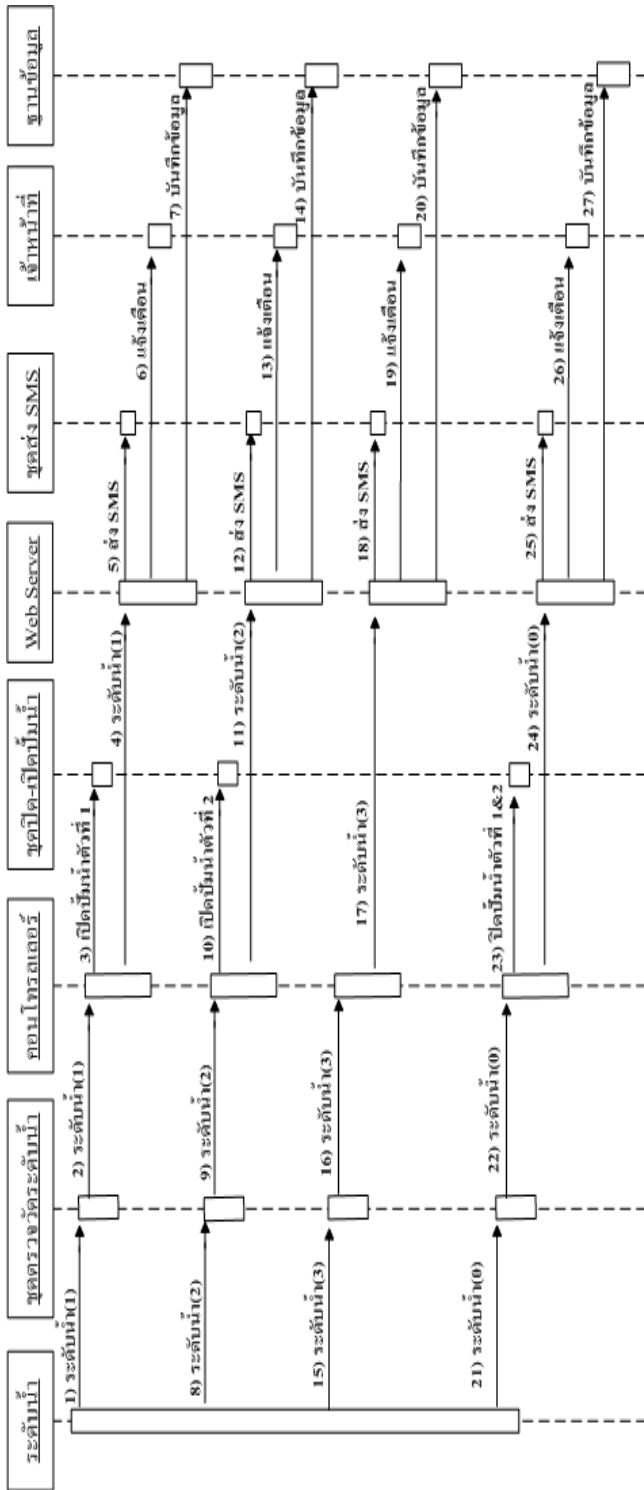 ระดับน้ำ
ชุดตรวจวัดระดับน้ำ
คอนโทรลเลอร์
ชุดปิด-เปิดปั๊มน้ำ
Web Server
ชุดส่ง SMS
เจ้าหน้าที่
ฐานข้อมูล
1) ระดับน้ำ(1)
2) ระดับน้ำ(1)
3) เปิดปั๊มน้ำตัวที่ 1
4) ระดับน้ำ(1)
5) ส่ง SMS
6) แจ้งเตือน
7) บันทึกข้อมูล
8) ระดับน้ำ(2)
9) ระดับน้ำ(2)
10) เปิดปั๊มน้ำตัวที่ 2
11) ระดับน้ำ(2)
12) ส่ง SMS
13) แจ้งเตือน
14) บันทึกข้อมูล
15) ระดับน้ำ(3)
16) ระดับน้ำ(3)
17) ระดับน้ำ(3)
18) ส่ง SMS
19) แจ้งเตือน
20) บันทึกข้อมูล
21) ระดับน้ำ(0)
22) ระดับน้ำ(0)
23) ปิดปั๊มน้ำตัวที่ 1&2
24) ระดับน้ำ(0)
25) ส่ง SMS
26) แจ้งเตือน
27) บันทึกข้อมูล